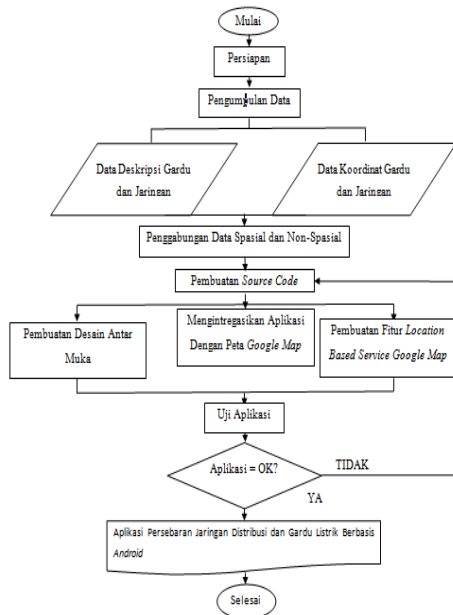 Mulai
Persiapan
Pengumpulan Data
Data Deskripsi Gardu
dan Jaringan
Data Koordinat Gardu
dan Jaringan
Penggabungan Data Spasial dan Non-Spasial
Pembuatan Source Code
Pembuatan Desain Antar
Muka
Mengintregasikan Aplikasi
Dengan Peta Google Map
Pembuatan Fitur Location
Based Service Google Map
Uji Aplikasi
Aplikasi = OK?
TIDAK
YA
Aplikasi Persebaran Jaringan Distribusi dan Gardu Listrik Berbasis
Android
Selesai